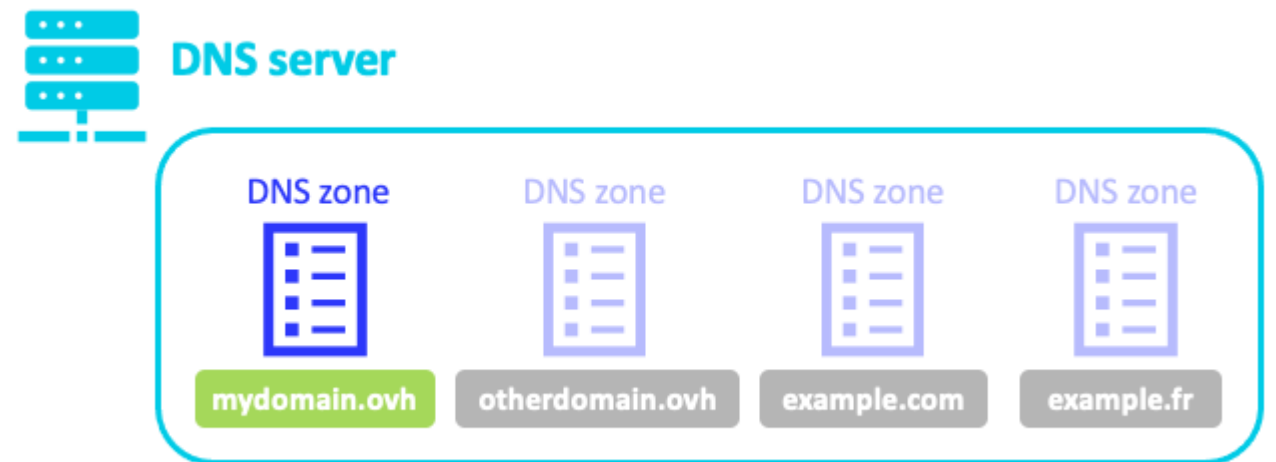 DNS server
DNS zone
DNS zone
DNS zone
DNS zone
mydomain.ovh
otherdomain.ovh
example.com
example.fr